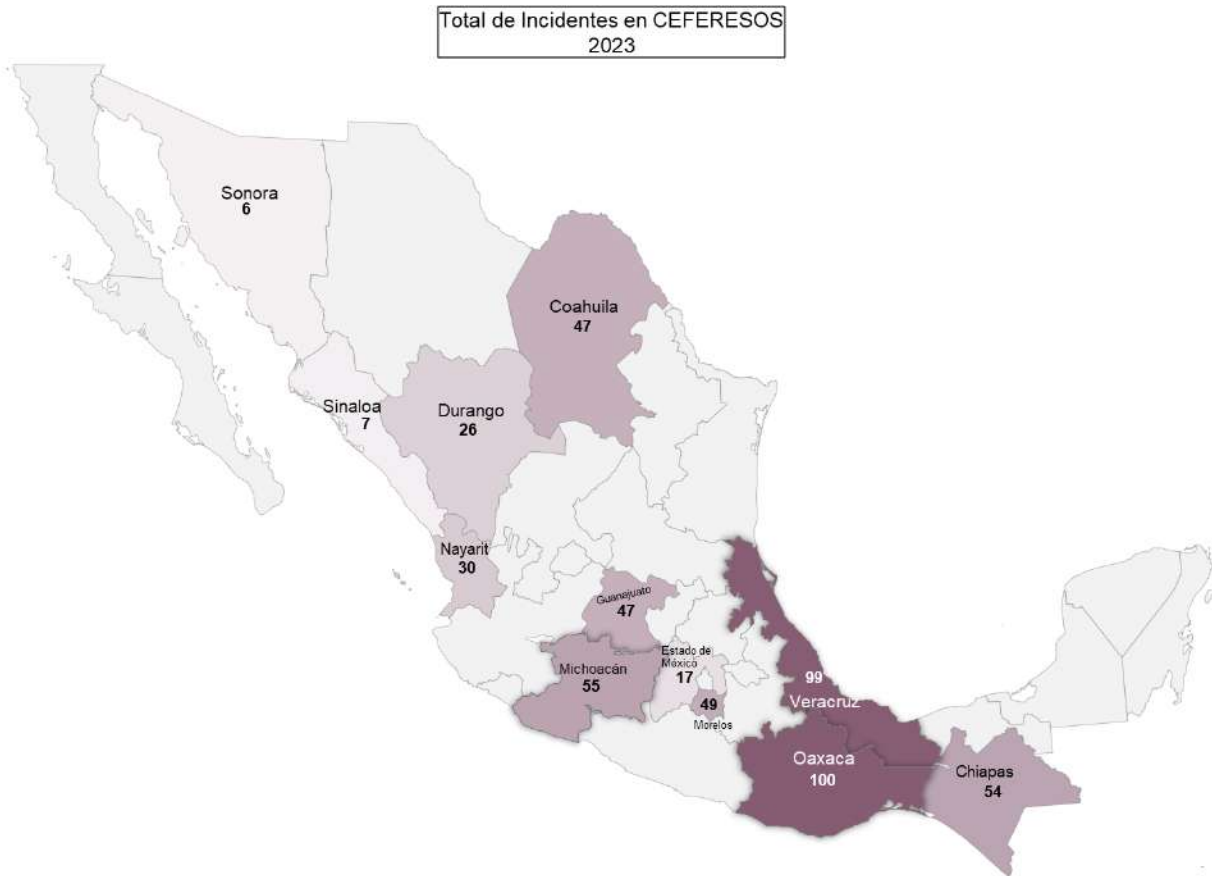 Total de Incidentes en CEFERESOS
2023
Sonora
6
Coahuila
47
Sinaloa
7
Durango
26
Nayarit
30
Guanajuato
47
Michoacán
55
Estado de
México
17
49
Morelos
99
Veracruz
Oaxaca
100
Chiapas
54